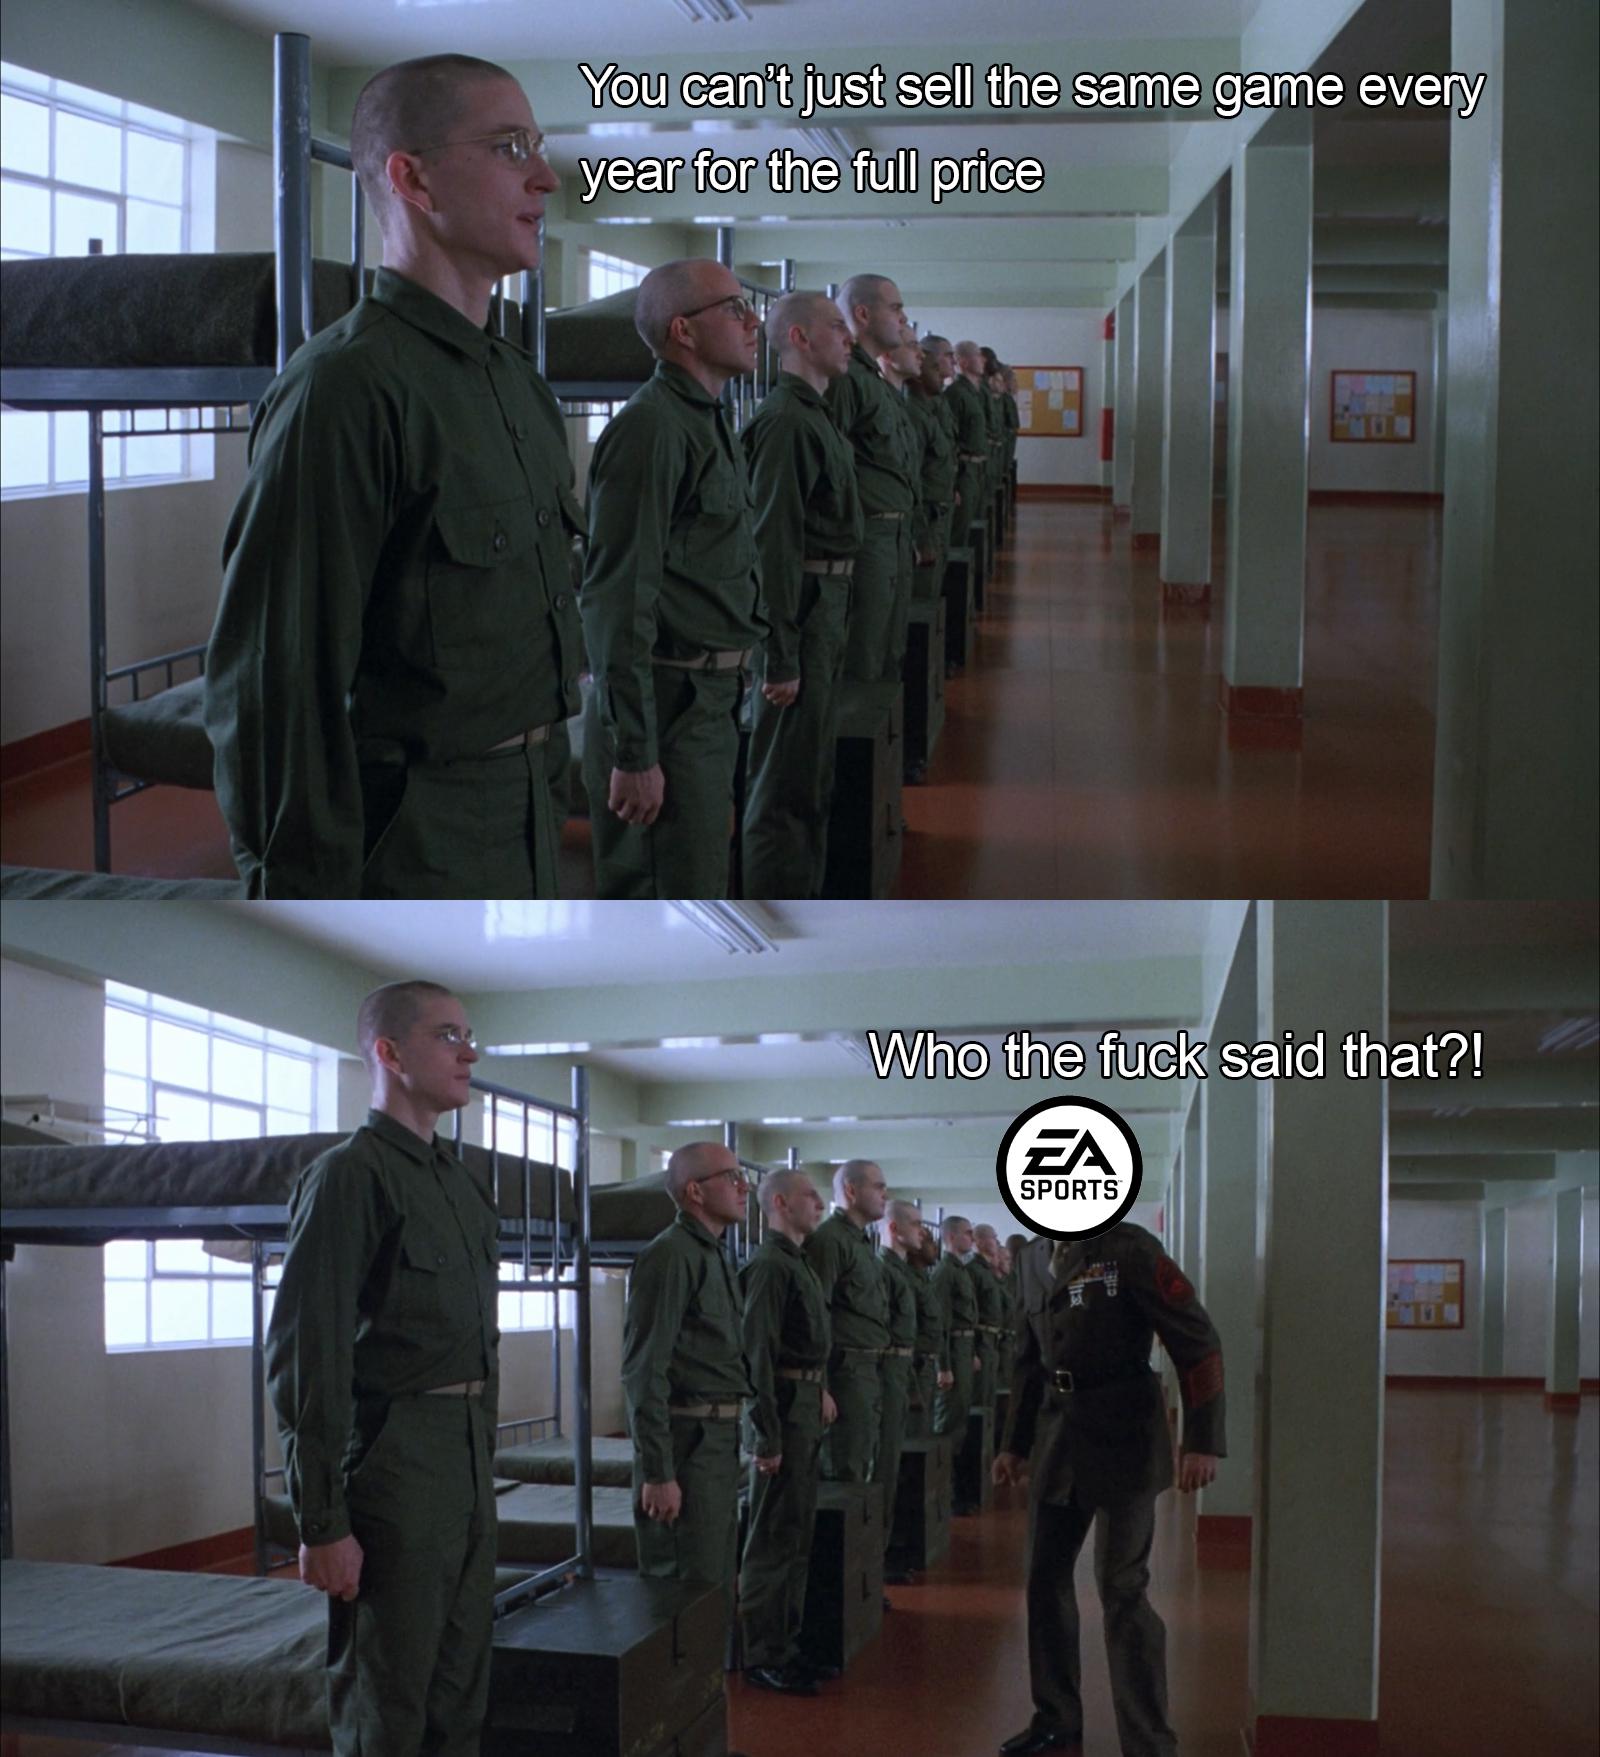 You can’t just sell the same game every
year for the full price
Who the fuck said that?!
EA
SPORTS